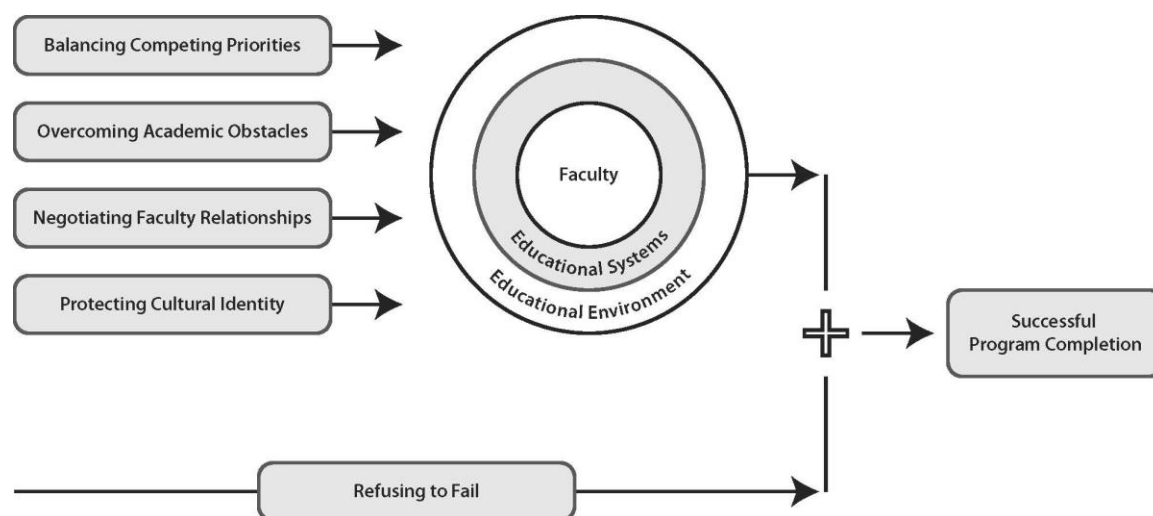 Balancing Competing Priorities
Overcoming Academic Obstacles
Negotiating Faculty Relationships
Protecting Cultural Identity
Faculty
Educational Systems
Educational Environment
Successful
Program Completion
Refusing to Fail